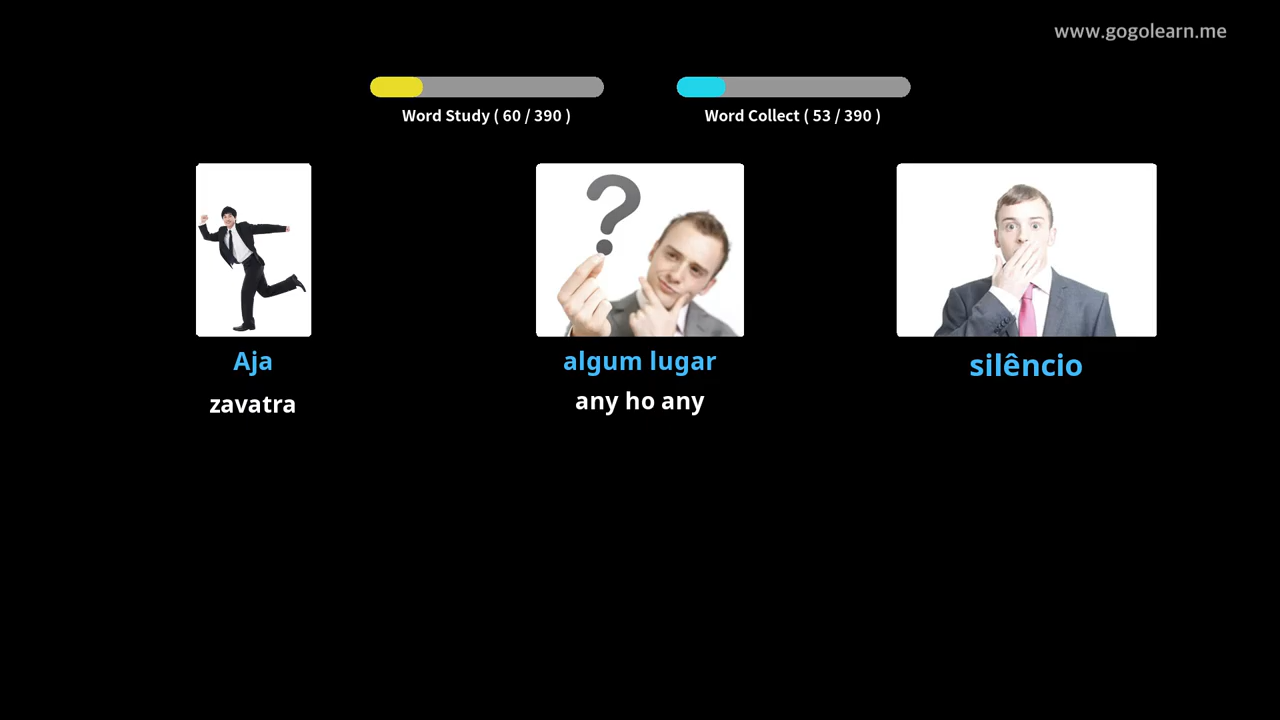 www.gogolearn.me
Word Study ( 60 / 390 )
Word Collect ( 53 / 390 )
Aja
zavatra
algum lugar
any ho any
silêncio